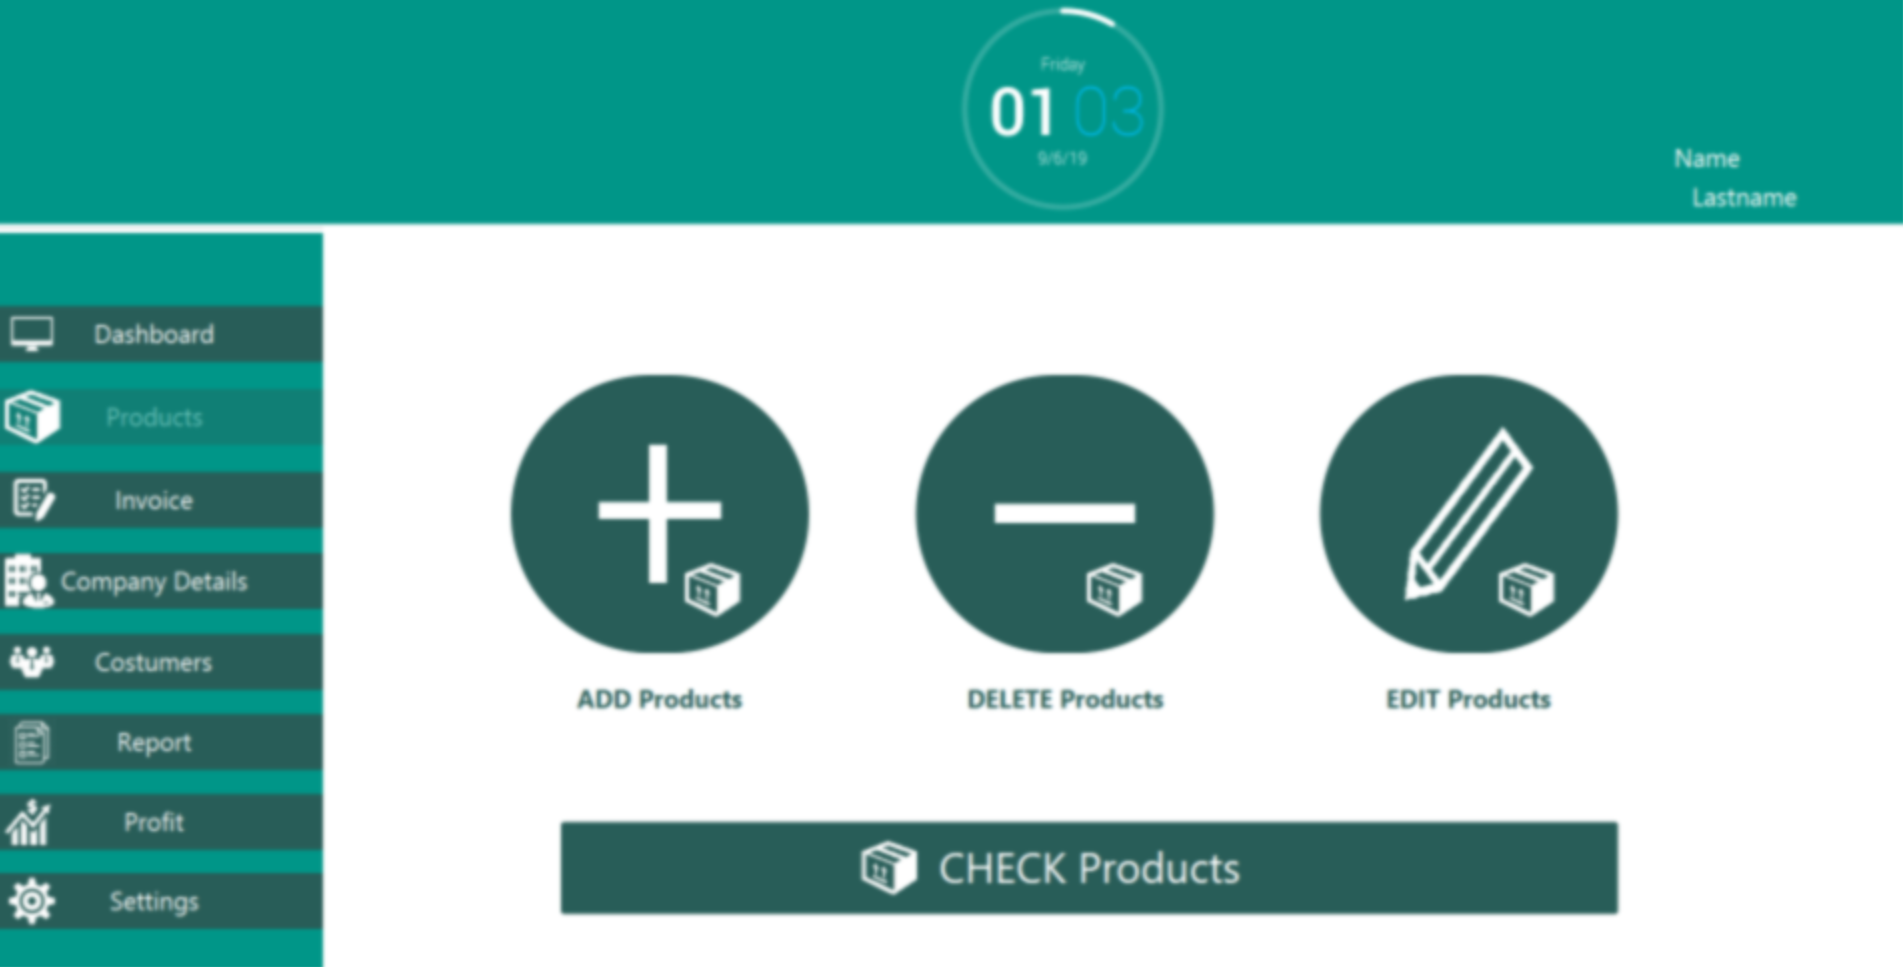 Friday
01 03
9/6/19
Name
Lastname
Dashboard
Products
Invoice
Company Details
Costumers
Report
Profit
Settings
ADD Products
DELETE Products
EDIT Products
CHECK Products